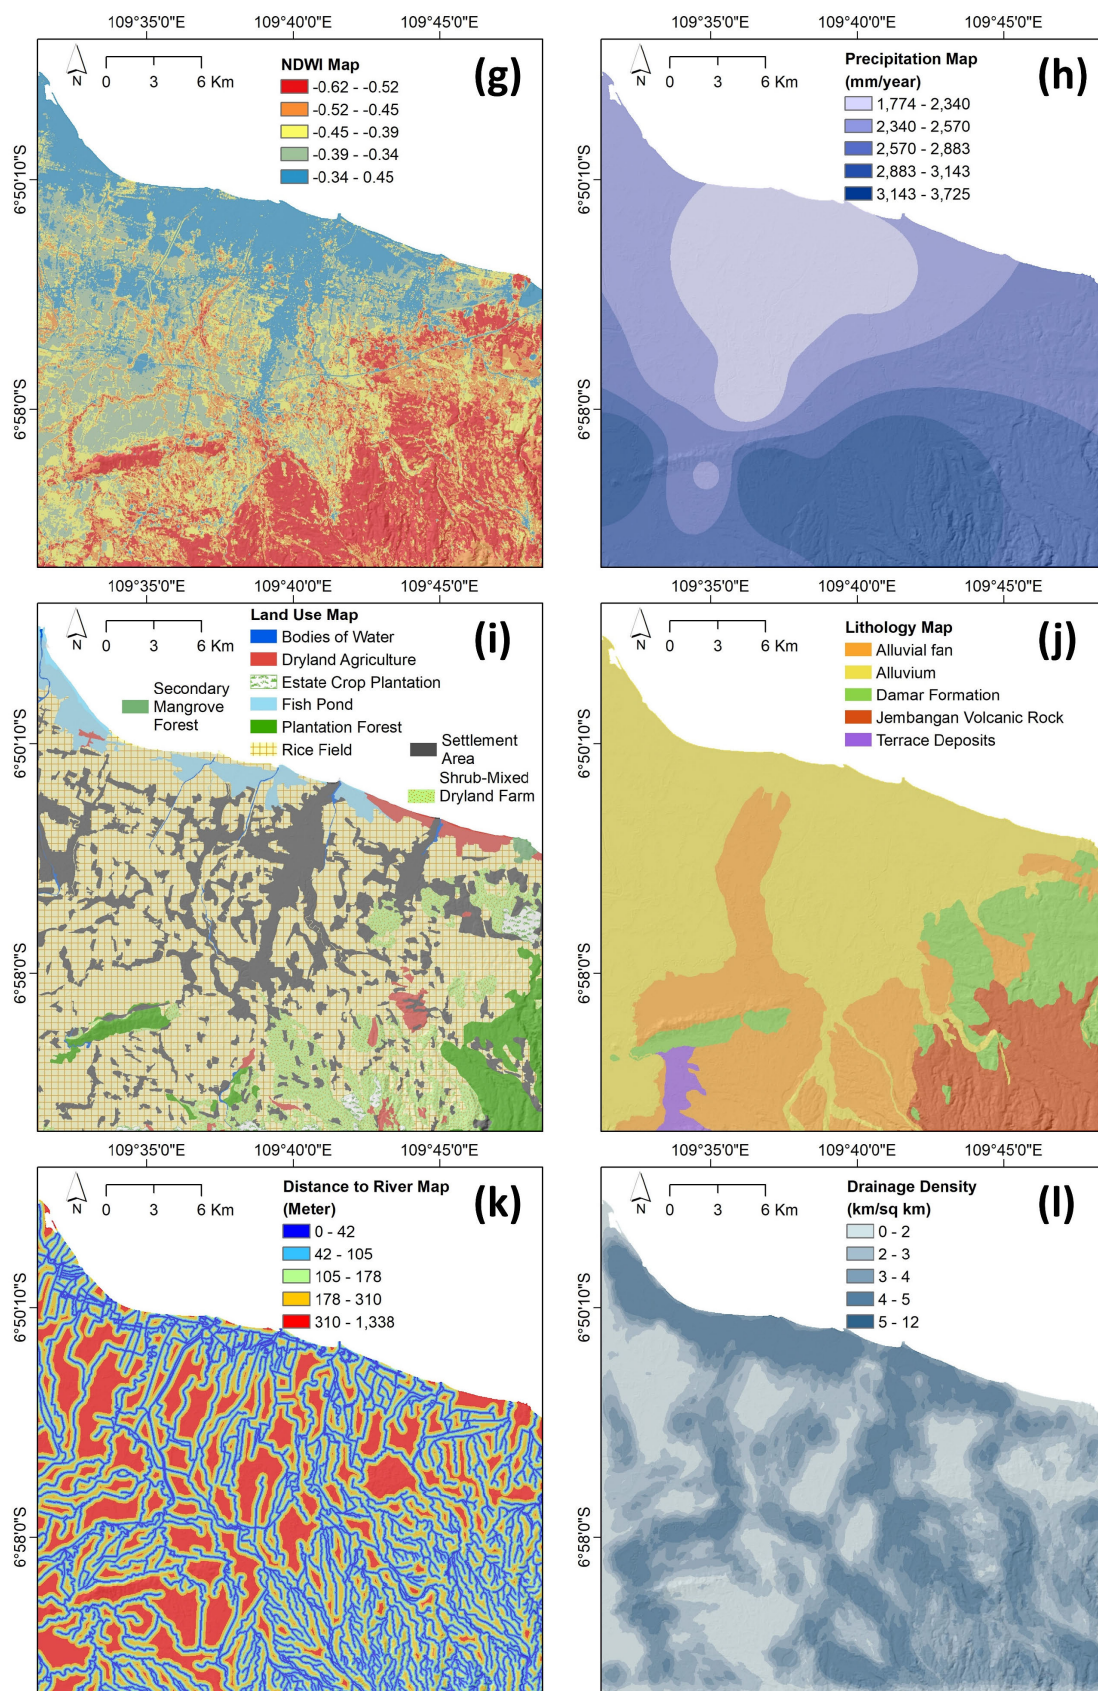 109°35'0"E 109°40'0"E 109°45'0"E
109°35'0"E 109°40'0"E 109°45'0"E
N
0 3 6 Km
NDWI Map
-0.62 - -0.52
-0.52 - -0.45
-0.45 - -0.39
-0.39 - -0.34
-0.34 - 0.45
(g)
6°50'10"S
6°58'0"S
N
0 3 6 Km
Precipitation Map
(mm/year)
1,774 - 2,340
2,340 - 2,570
2,570 - 2,883
2,883 - 3,143
3,143 - 3,725
(h)
6°50'10"S
6°58'0"S
109°35'0"E 109°40'0"E 109°45'0"E
109°35'0"E 109°40'0"E 109°45'0"E
N
0 3 6 Km
Land Use Map
Bodies of Water
Dryland Agriculture
Estate Crop Plantation
Fish Pond
Plantation Forest
Rice Field
Secondary
Mangrove
Forest
Settlement
Area
Shrub-Mixed
Dryland Farm
(i)
6°50'10"S
6°58'0"S
N
0 3 6 Km
Lithology Map
Alluvial fan
Alluvium
Damar Formation
Jembangan Volcanic Rock
Terrace Deposits
(j)
6°50'10"S
6°58'0"S
109°35'0"E 109°40'0"E 109°45'0"E
109°35'0"E 109°40'0"E 109°45'0"E
N
0 3 6 Km
Distance to River Map
(Meter)
0 - 42
42 - 105
105 - 178
178 - 310
310 - 1,338
(k)
6°50'10"S
6°58'0"S
N
0 3 6 Km
Drainage Density
(km/sq km)
0 - 2
2 - 3
3 - 4
4 - 5
5 - 12
(l)
6°50'10"S
6°58'0"S